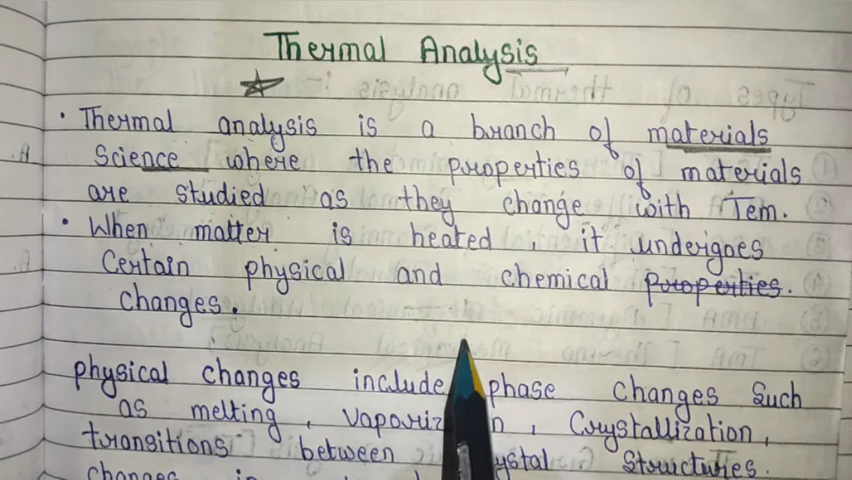 Thermal Analysis
• Thermal analysis is a branch of materials
Science where the properties of materials
are studied as they change with Tem.
• When matter is heated, it undergoes
Certain physical and chemical properties.
changes.
physical changes include phase changes Such
as melting, Crystallization,
transitions between Structures.
changes